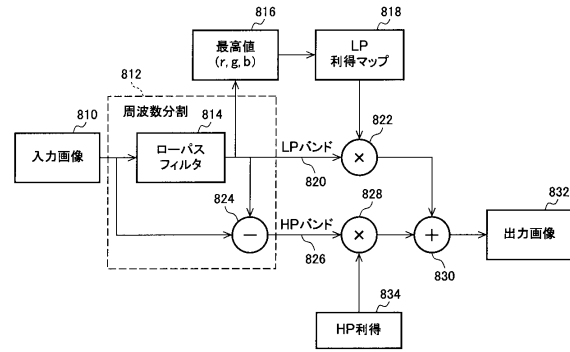 816
818
最高値
(r, g, b)
LP
利得マップ
812
周波数分割
810
814
822
入力画像
ローパス
フィルタ
LPバンド
×
820
824
828
832
－
HPバンド
×
＋
出力画像
826
830
834
HP利得